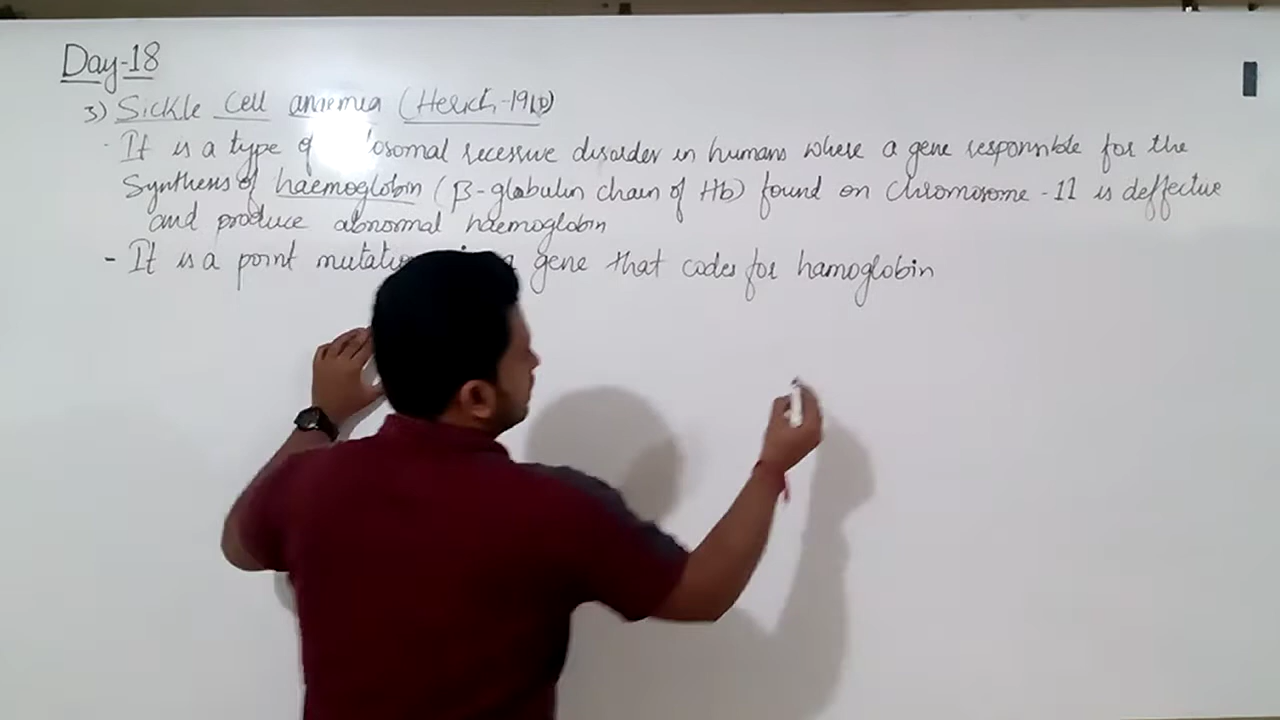 Day-18
3) Sickle Cell anemia (Herick-1910)
- It is a type of osomal recessive disorder in humans where a gene responsible for the
Synthesis of haemoglobin (β-globulin chain of Hb) found on Chromosome -11 is deffective
and produce abnormal haemoglobin
- It is a point mutatio a gene that codes for hamoglobin